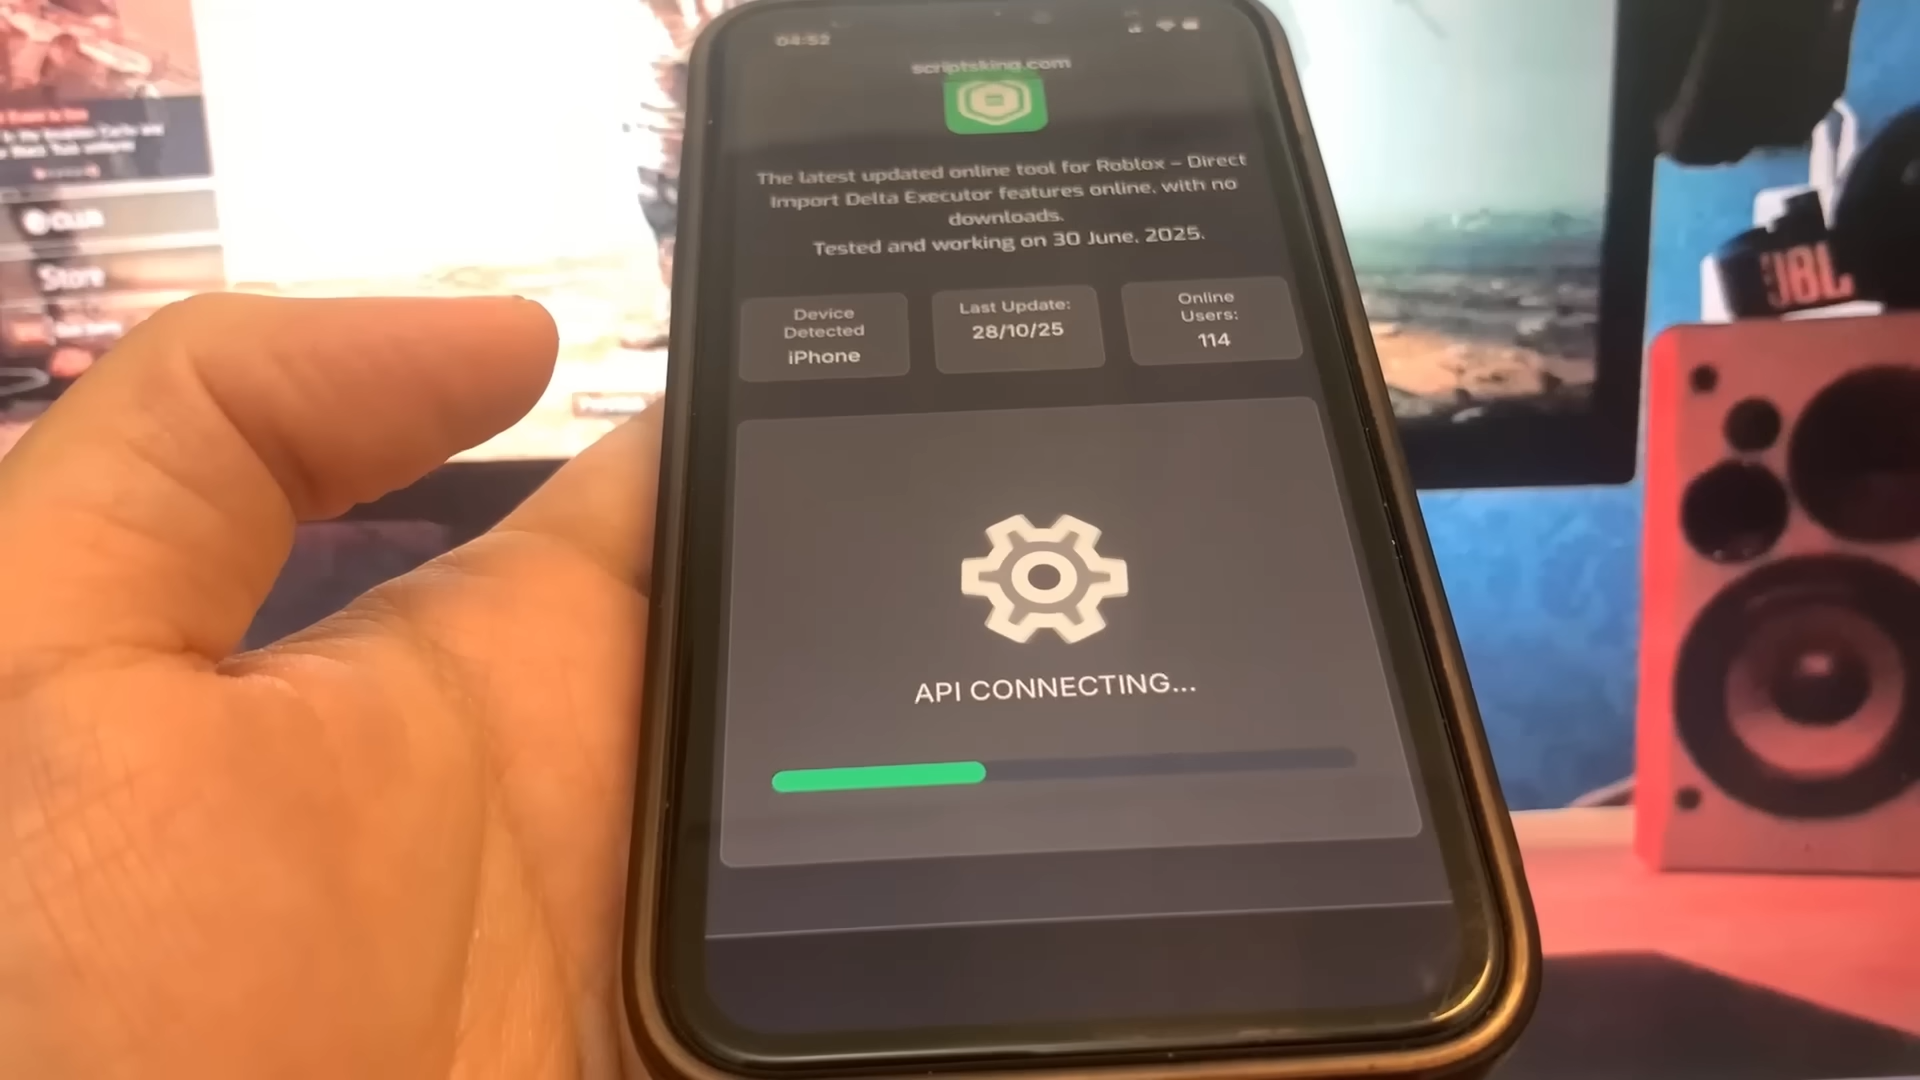 04:52
scriptsking.com
The latest updated online tool for Roblox – Direct
Import Delta Executor features online, with no
downloads.
Tested and working on 30 June, 2025.
Device
Detected
iPhone
Last Update:
28/10/25
Online
Users:
114
API CONNECTING...
CLUB
Store
JBL